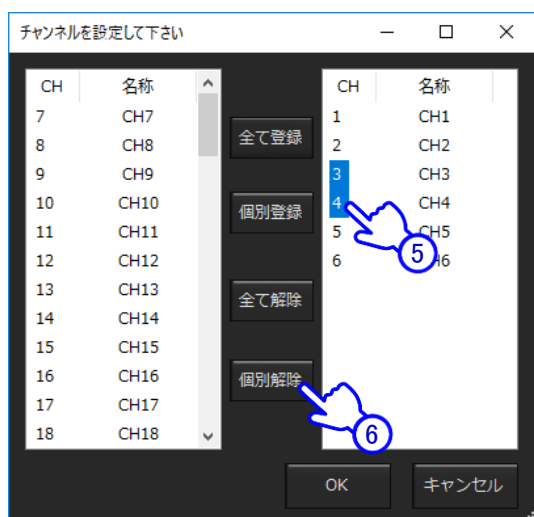 チャンネルを設定して下さい
CH 名称
7 CH7
8 CH8
9 CH9
10 CH10
11 CH11
12 CH12
13 CH13
14 CH14
15 CH15
16 CH16
17 CH17
18 CH18
全て登録
個別登録
全て解除
個別解除
CH 名称
1 CH1
2 CH2
3 CH3
4 CH4
5 CH5
6 H6
5
6
OK
キャンセル